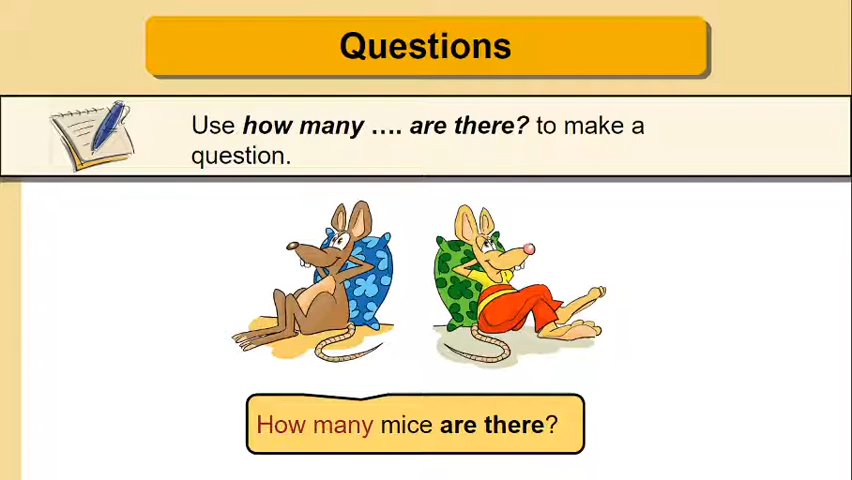 Questions
Use how many …. are there? to make a
question.
How many mice are there?